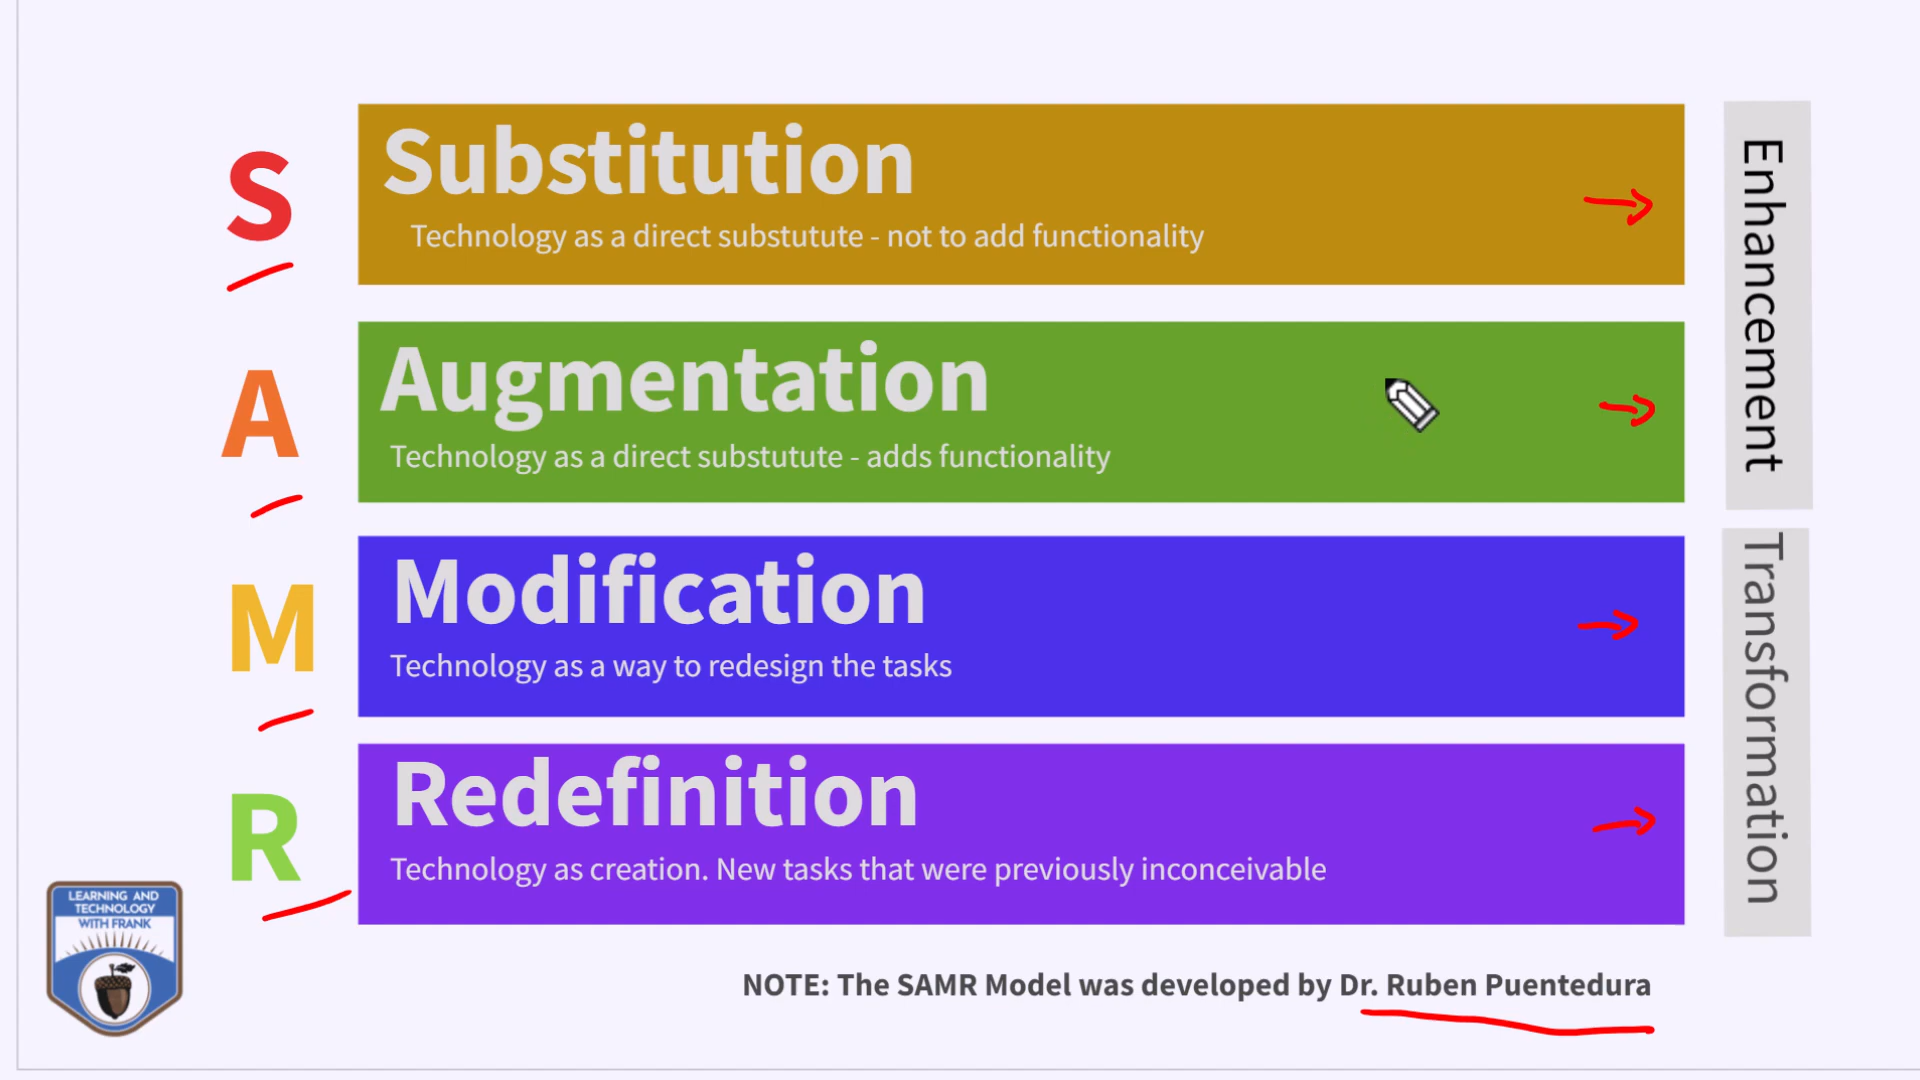 S
Substitution
Technology as a direct substutute - not to add functionality
A
Augmentation
Technology as a direct substutute - adds functionality
Enhancement
M
Modification
Technology as a way to redesign the tasks
R
Redefinition
Technology as creation. New tasks that were previously inconceivable
Transformation
LEARNING AND
TECHNOLOGY
WITH FRANK
NOTE: The SAMR Model was developed by Dr. Ruben Puentedura